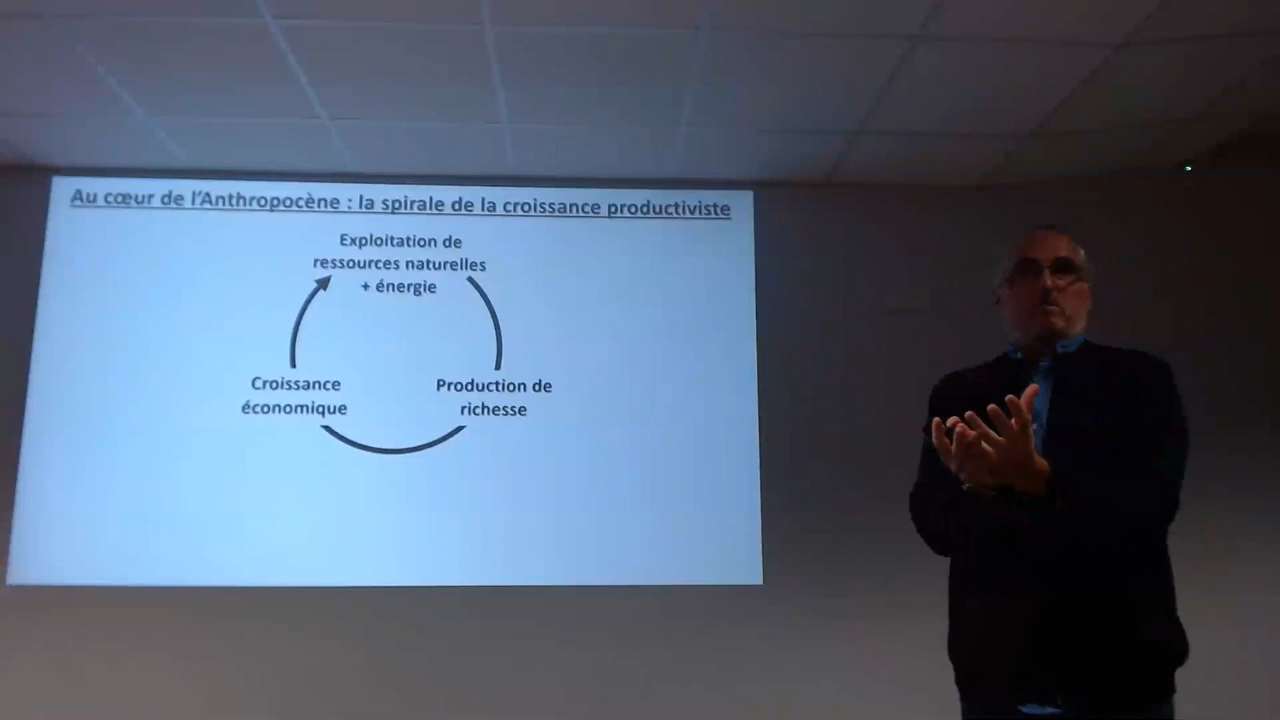 Au cœur de l'Anthropocène : la spirale de la croissance productiviste
Exploitation de
ressources naturelles
+ énergie
Production de
richesse
Croissance
économique